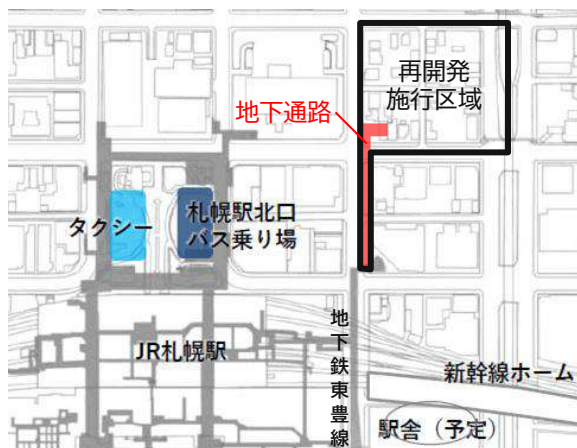 再開発
施行区域
地下通路
タクシー
札幌駅北口
バス乗り場
JR札幌駅
地下鉄東豊線
新幹線ホーム
駅舎（予定）